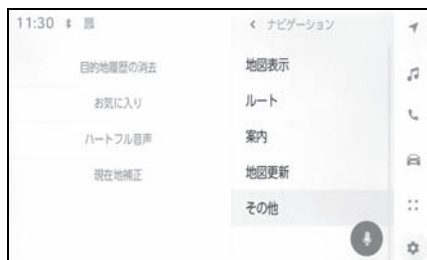 11:30
目的地履歴の消去
お気に入り
ハートフル音声
現在地補正
< ナビゲーション
地図表示
ルート
案内
地図更新
その他